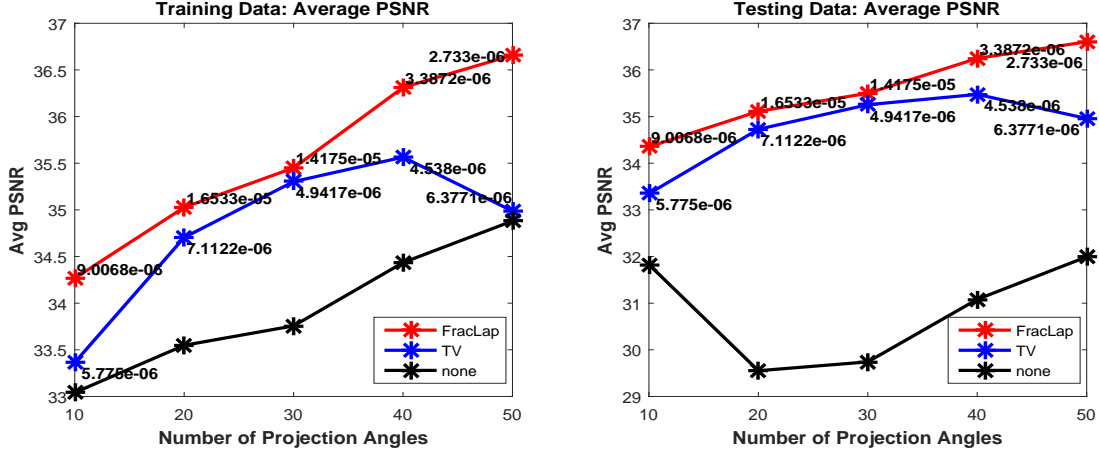 Training Data: Average PSNR
37
36.5
36
35.5
35
34.5
34
33.5
33
Avg PSNR
2.733e-06
3.3872e-06
1.4175e-05
4.538e-06
1.6533e-05
4.9417e-06
6.3771e-06
7.1122e-06
9.0068e-06
5.775e-06
FracLap
TV
none
10 20 30 40 50
Number of Projection Angles
Testing Data: Average PSNR
37
36
35
34
33
32
31
30
29
Avg PSNR
3.3872e-06
2.733e-06
1.4175e-05
1.6533e-05
4.538e-06
4.9417e-06
6.3771e-06
7.1122e-06
9.0068e-06
5.775e-06
FracLap
TV
none
10 20 30 40 50
Number of Projection Angles